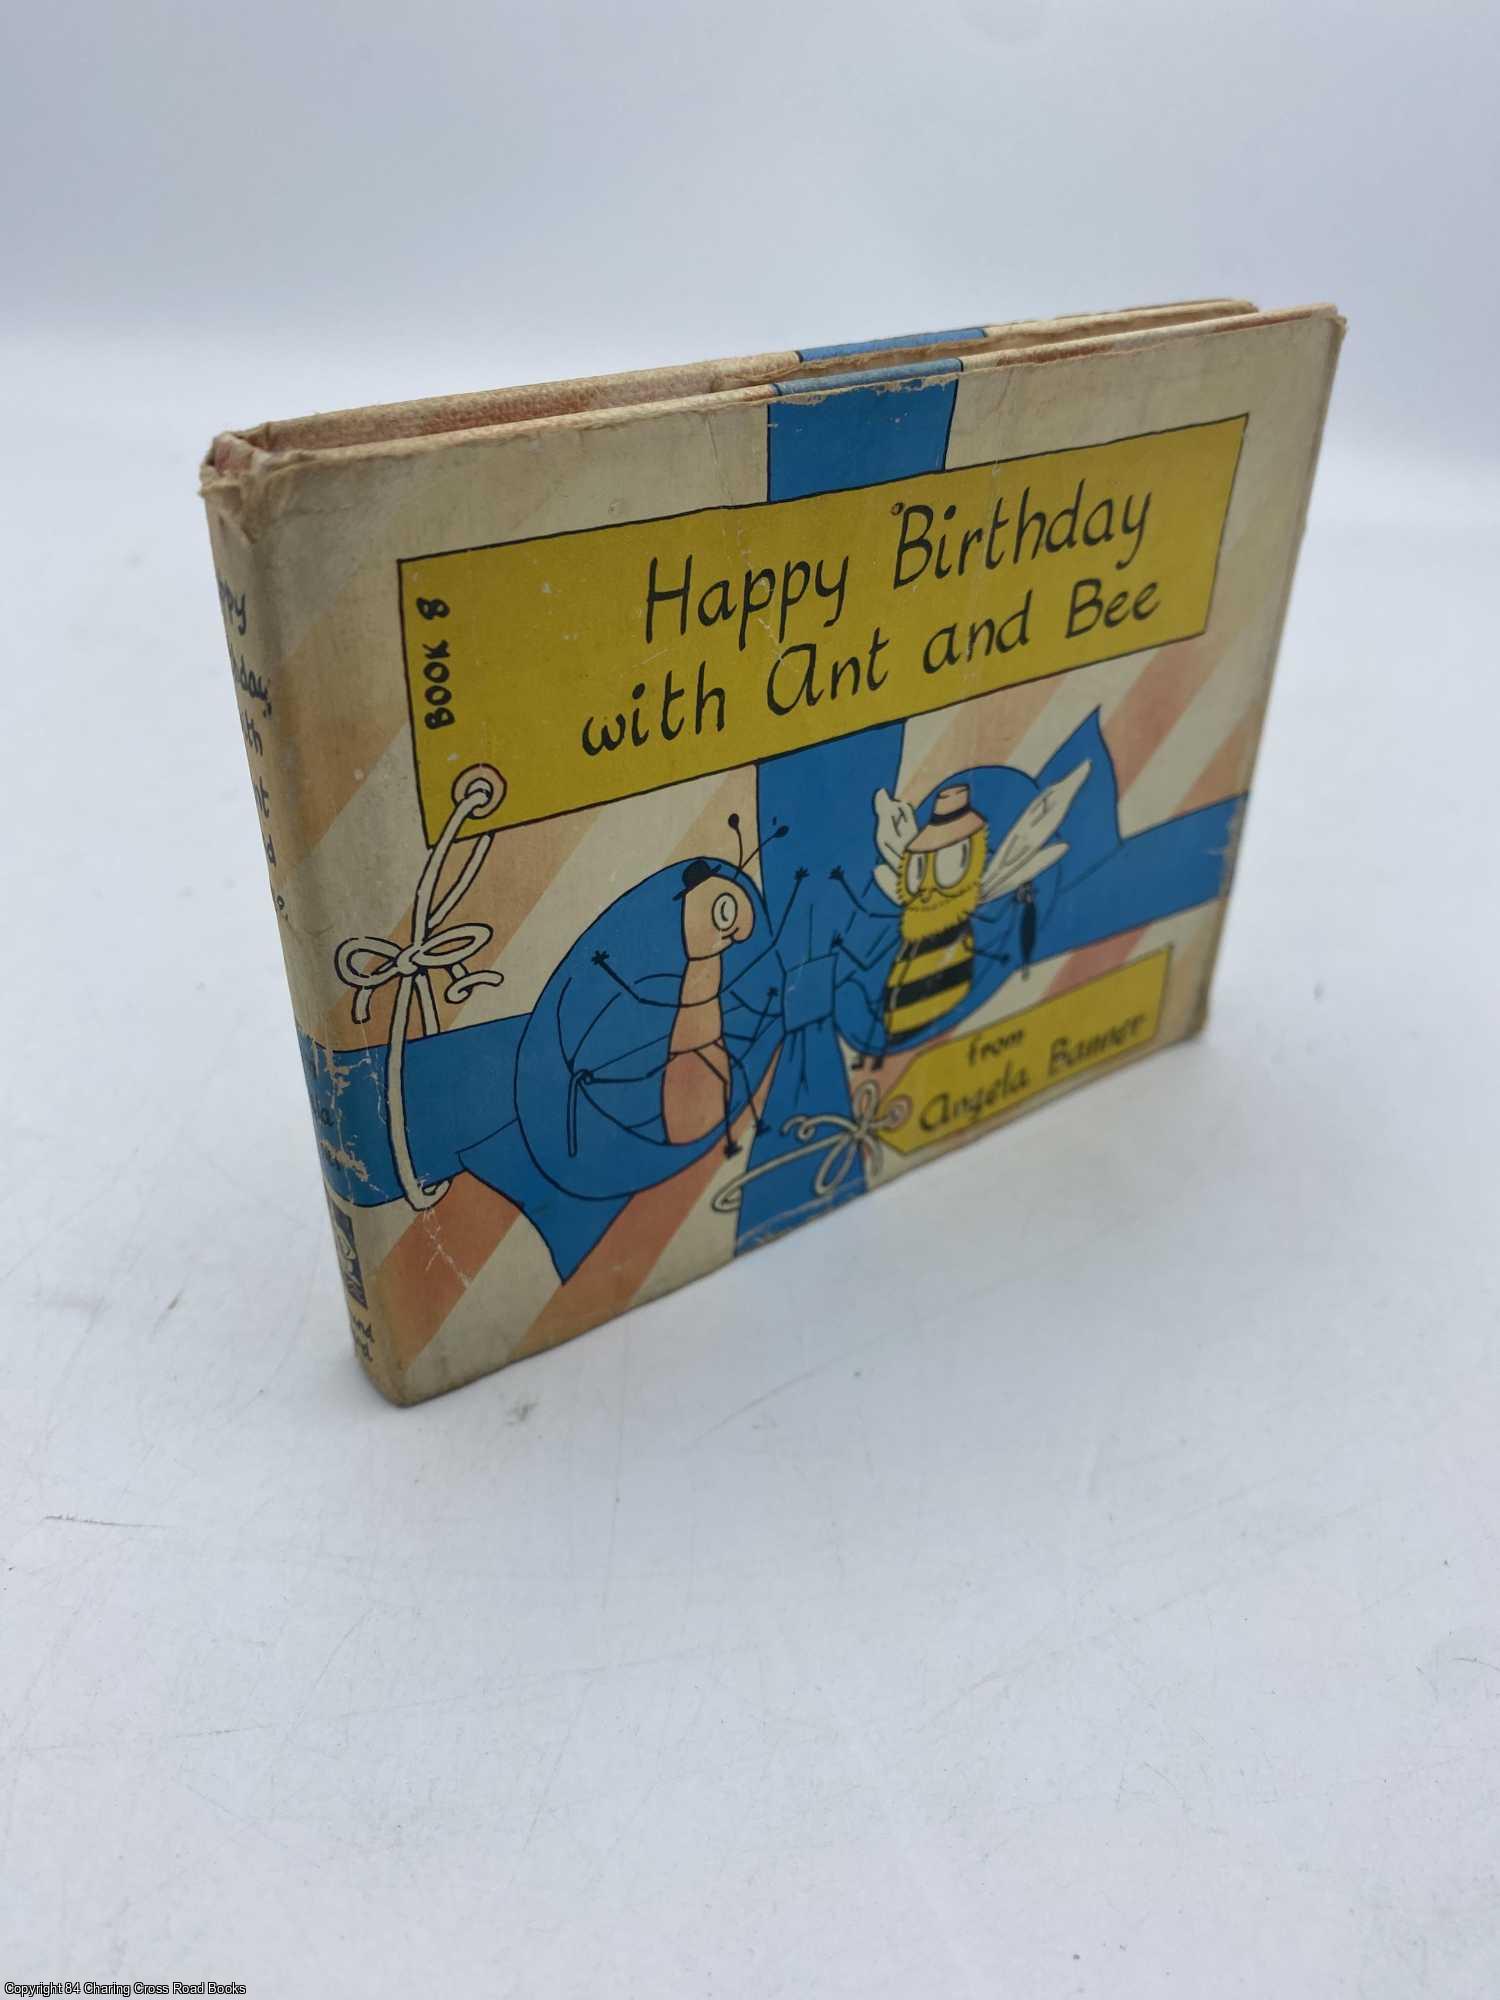 BOOK 8
Happy Birthday
with Ant and Bee
from
Angela Banner
Copyright 84 Charing Cross Road Books